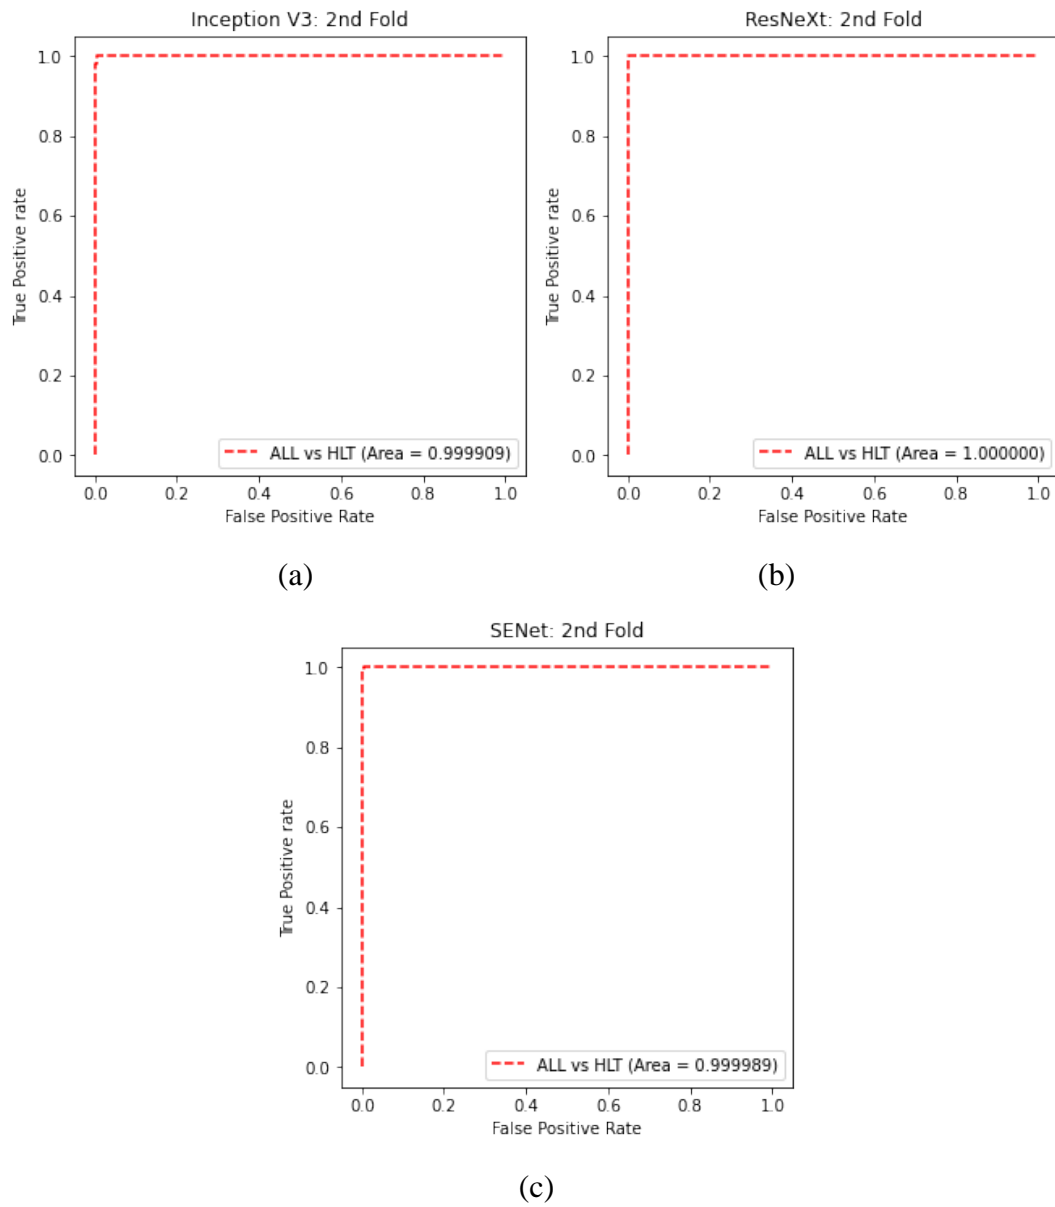 Inception V3: 2nd Fold
1.0
0.8
0.6
0.4
0.2
0.0
True Positive rate
ALL vs HLT (Area = 0.999909)
0.0 0.2 0.4 0.6 0.8 1.0
False Positive Rate
(a)
ResNeXt: 2nd Fold
1.0
0.8
0.6
0.4
0.2
0.0
True Positive rate
ALL vs HLT (Area = 1.000000)
0.0 0.2 0.4 0.6 0.8 1.0
False Positive Rate
(b)
SENet: 2nd Fold
1.0
0.8
0.6
0.4
0.2
0.0
True Positive rate
ALL vs HLT (Area = 0.999989)
0.0 0.2 0.4 0.6 0.8 1.0
False Positive Rate
(c)